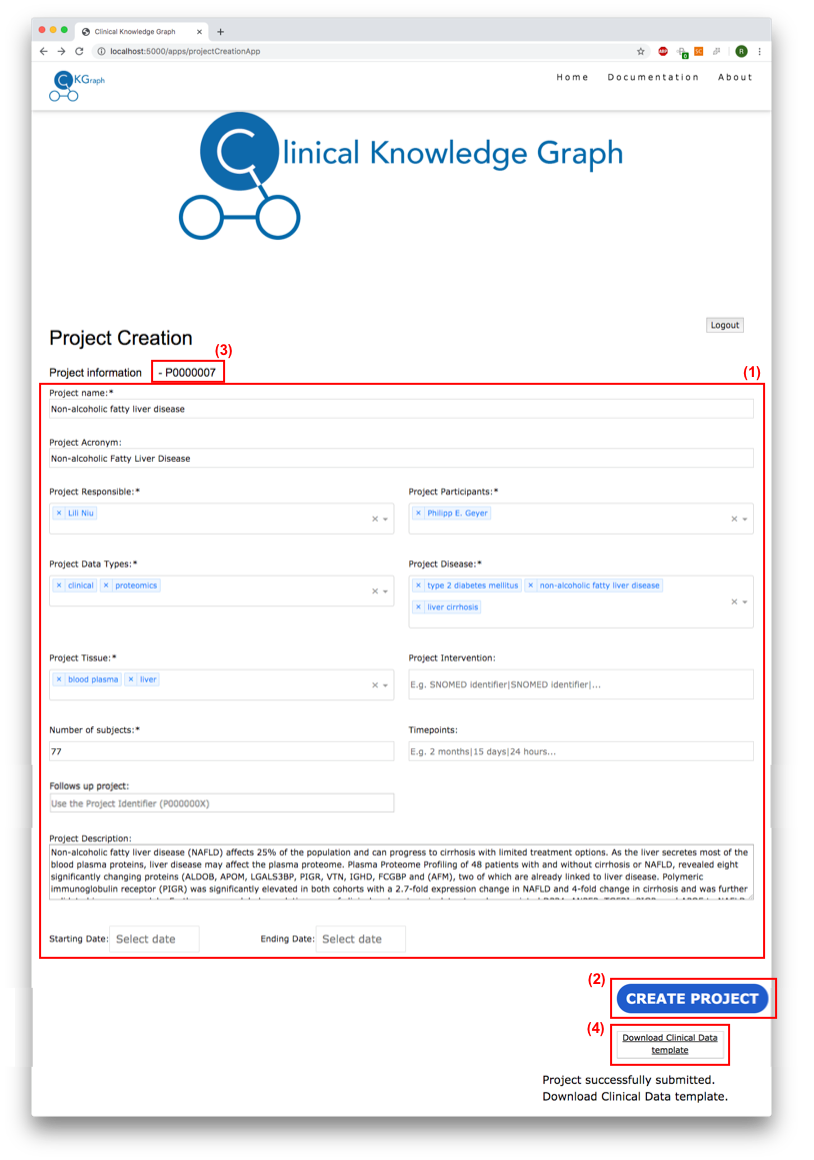 Clinical Knowledge Graph
localhost:5000/apps/projectCreationApp
ABP
R
CKGraph
Home Documentation About
Clinical Knowledge Graph
Logout
Project Creation
(3)
Project information - P0000007
(1)
Project name:*
Non-alcoholic fatty liver disease
Project Acronym:
Non-alcoholic Fatty Liver Disease
Project Responsible:* Project Participants:*
× Lili Niu × Philipp E. Geyer
Project Data Types:* Project Disease:*
× clinical × proteomics × type 2 diabetes mellitus × non-alcoholic fatty liver disease
× liver cirrhosis
Project Tissue:* Project Intervention:
× blood plasma × liver E.g. SNOMED identifier|SNOMED identifier|...
Number of subjects:* Timepoints:
77 E.g. 2 months|15 days|24 hours...
Follows up project:
Use the Project Identifier (P000000X)
Project Description:
Non-alcoholic fatty liver disease (NAFLD) affects 25% of the population and can progress to cirrhosis with limited treatment options. As the liver secretes most of the
blood plasma proteins, liver disease may affect the plasma proteome. Plasma Proteome Profiling of 48 patients with and without cirrhosis or NAFLD, revealed eight
significantly changing proteins (ALDOB, APOM, LGALS3BP, PIGR, VTN, IGHD, FCGBP and (AFM), two of which are already linked to liver disease. Polymeric
immunoglobulin receptor (PIGR) was significantly elevated in both cohorts with a 2.7-fold expression change in NAFLD and 4-fold change in cirrhosis and was further
Starting Date: Select date Ending Date: Select date
(2)
CREATE PROJECT
(4)
Download Clinical Data
template
Project successfully submitted.
Download Clinical Data template.